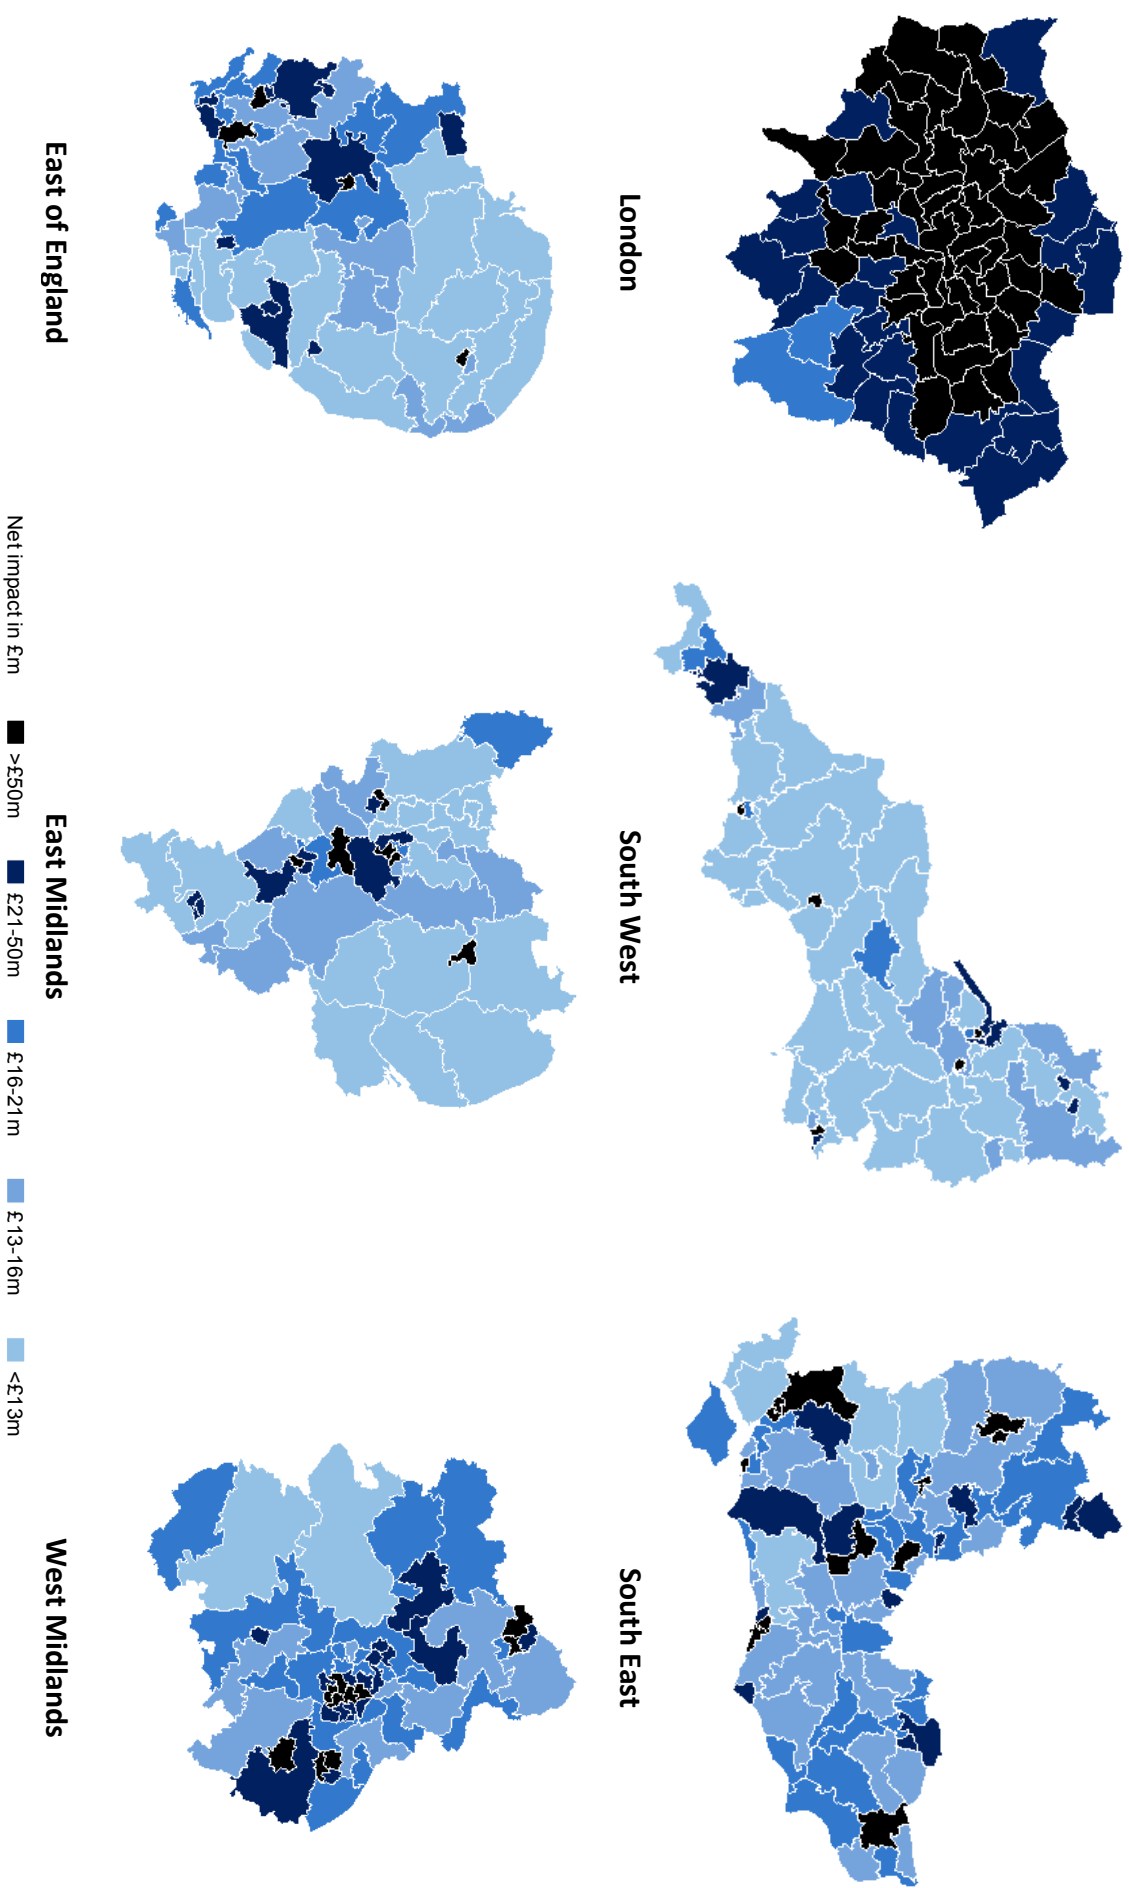 London
South West
South East
East of England
East Midlands
West Midlands
Net impact in £m
>£50m
£21-50m
£16-21m
£13-16m
<£13m